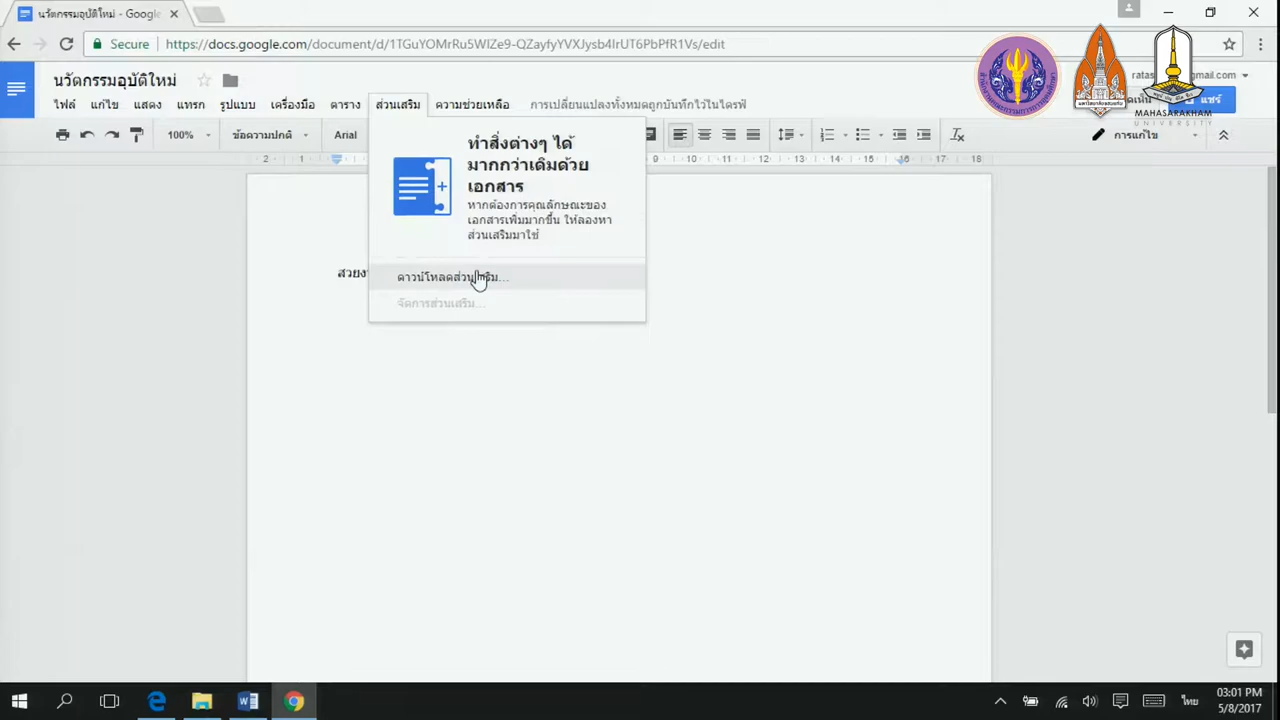 นวัตกรรมอุบัติใหม่ - Google
Secure https://docs.google.com/document/d/1TGuYOMrRu5WIZe9-QZayfyYVXJysb4IrUT6PbPfR1Vs/edit
นวัตกรรมอุบัติใหม่
ไฟล์ แก้ไข แสดง แทรก รูปแบบ เครื่องมือ ตาราง ส่วนเสริม ความช่วยเหลือ การเปลี่ยนแปลงทั้งหมดถูกบันทึกไว้ในไดรฟ์
แชร์
MAHASARAKHAM
UNIVERSITY
100% ข้อความปกติ Arial การแก้ไข
2 1 9 10 11 12 13 14 15 16 17 18
ทำสิ่งต่างๆ ได้
มากกว่าเดิมด้วย
เอกสาร
หากต้องการคุณลักษณะของ
เอกสารเพิ่มมากขึ้น ให้ลองหา
ส่วนเสริมมาใช้
ดาวน์โหลดส่วนเสริม...
จัดการส่วนเสริม...
ไทย
03:01 PM
5/8/2017